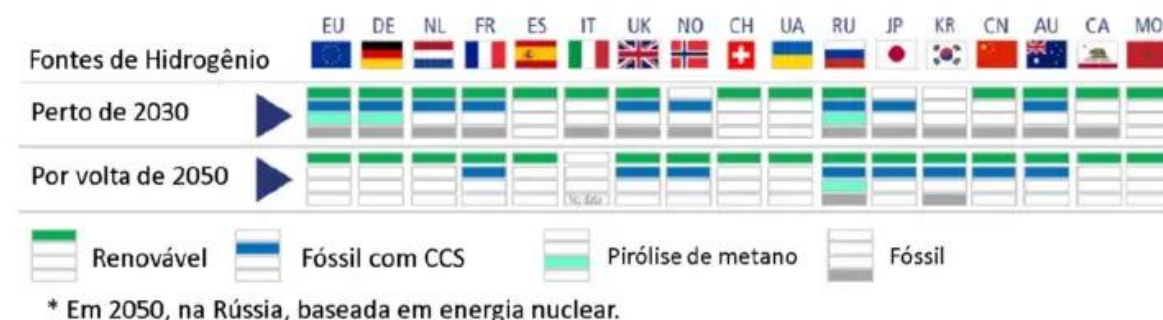 EU DE NL FR ES IT UK NO CH UA RU JP KR CN AU CA MO
Fontes de Hidrogênio
Perto de 2030
Por volta de 2050
No data
Renovável Fóssil com CCS Pirólise de metano Fóssil
* Em 2050, na Rússia, baseada em energia nuclear.